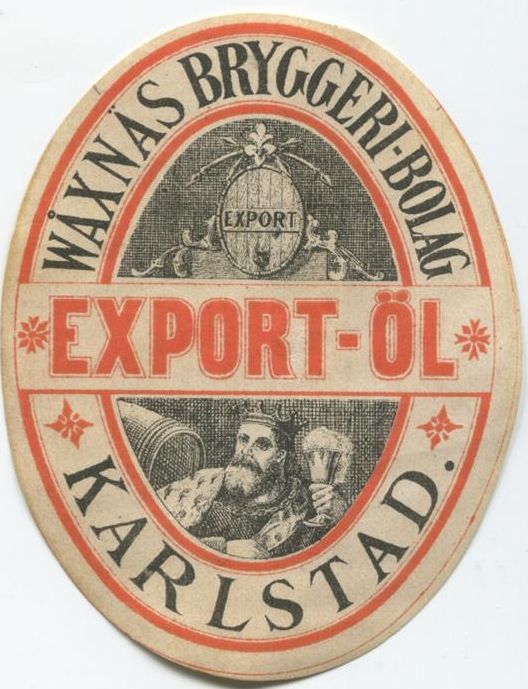 WÅXNÄS BRYGGERI-BOLAG
EXPORT
EXPORT-ÖL
KARLSTAD.